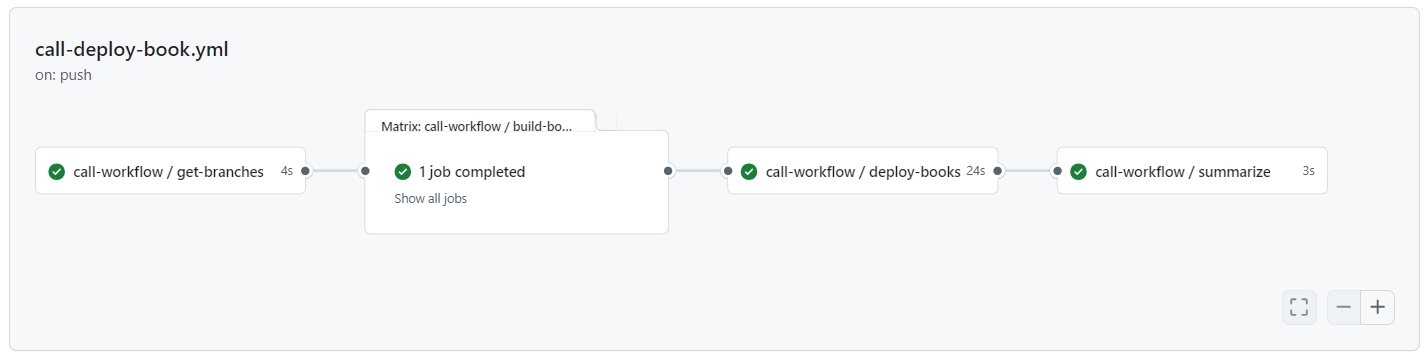 call-deploy-book.yml
on: push
Matrix: call-workflow / build-bo...
call-workflow / get-branches 4s
1 job completed
Show all jobs
call-workflow / deploy-books 24s
call-workflow / summarize 3s